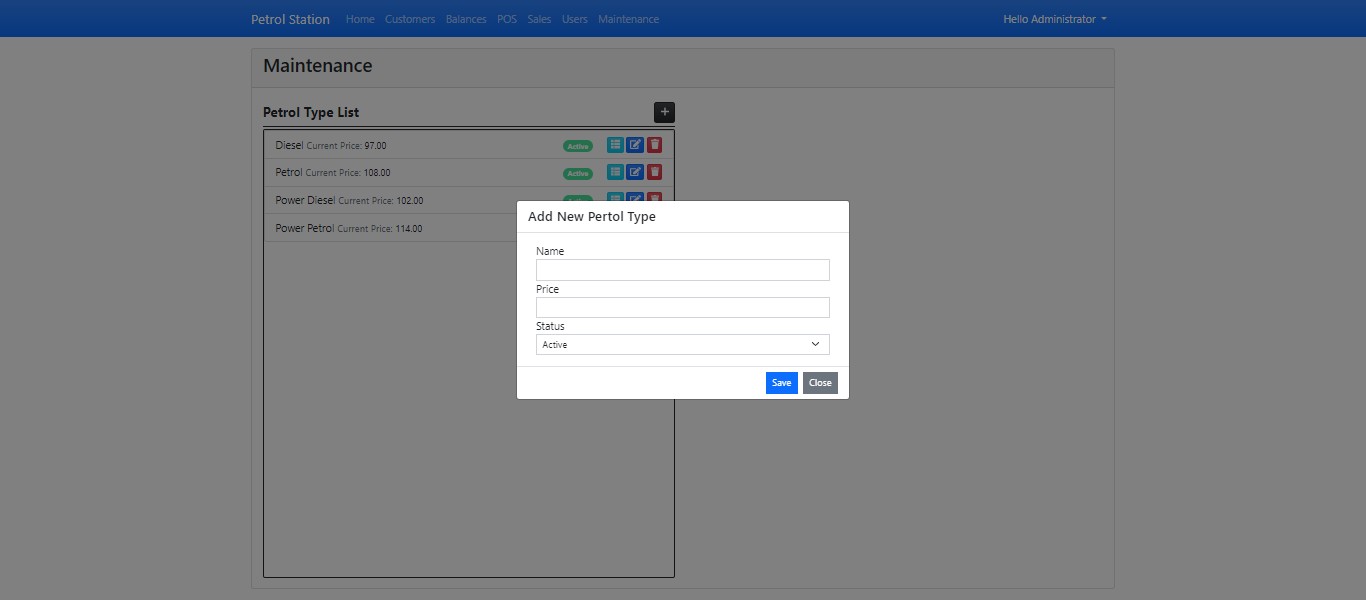 Petrol Station Home Customers Balances POS Sales Users Maintenance Hello Administrator
Maintenance
Petrol Type List
Diesel Current Price: 97.00 Active
Petrol Current Price: 108.00 Active
Power Diesel Current Price: 102.00 Active
Power Petrol Current Price: 114.00
Add New Pertol Type
Name
Price
Status
Active
Save Close